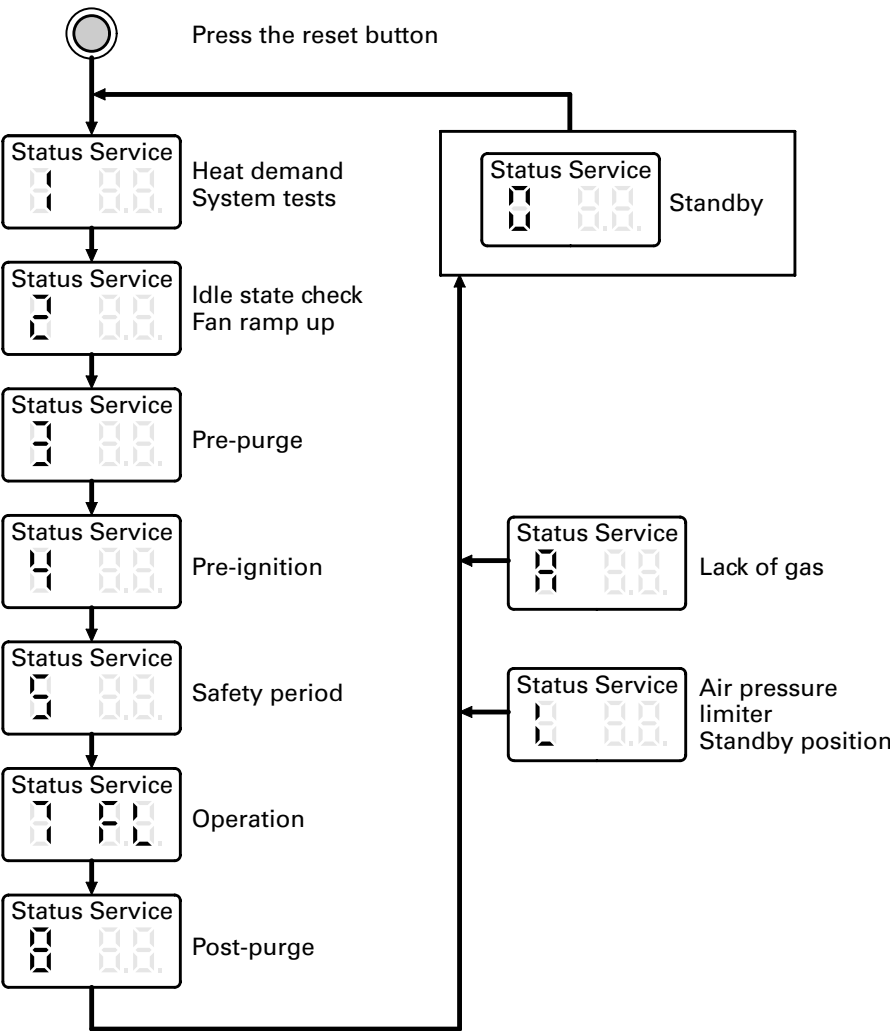 Press the reset button
Status Service
1
Heat demand
System tests
Status Service
2
Idle state check
Fan ramp up
Status Service
3
Pre-purge
Status Service
4
Pre-ignition
Status Service
5
Safety period
Status Service
7 FL
Operation
Status Service
8
Post-purge
Status Service
0
Standby
Status Service
A
Lack of gas
Status Service
L
Air pressure
limiter
Standby position